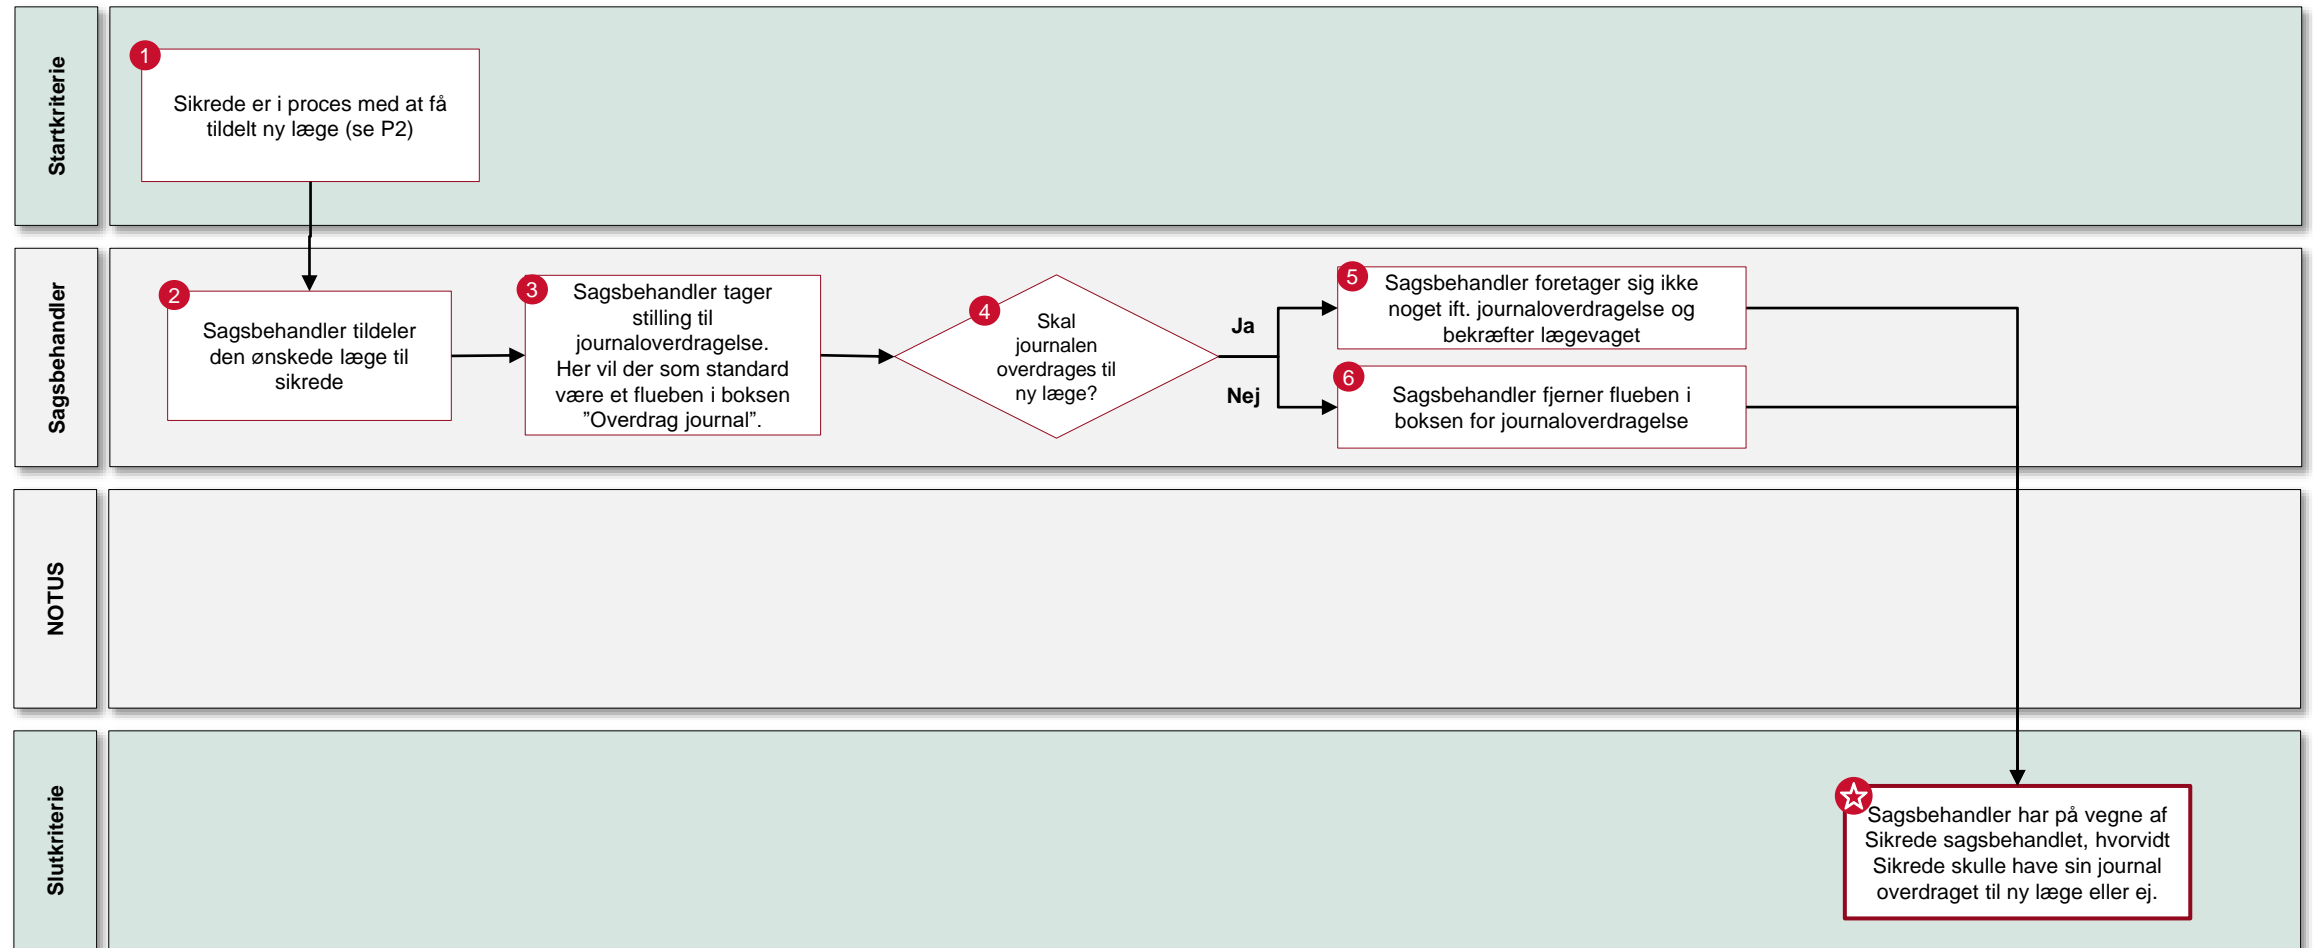 Startkriterie
1
Sikrede er i proces med at få
tildelt ny læge (se P2)
Sagsbehandler
2
Sagsbehandler tildeler
den ønskede læge til
sikrede
3
Sagsbehandler tager
stilling til
journaloverdragelse.
Her vil der som standard
være et flueben i boksen
”Overdrag journal”.
4
Skal
journalen
overdrages til
ny læge?
Ja
Nej
5
Sagsbehandler foretager sig ikke
noget ift. journaloverdragelse og
bekræfter lægevaget
6
Sagsbehandler fjerner flueben i
boksen for journaloverdragelse
NOTUS
Slutkriterie
Sagsbehandler har på vegne af
Sikrede sagsbehandlet, hvorvidt
Sikrede skulle have sin journal
overdraget til ny læge eller ej.